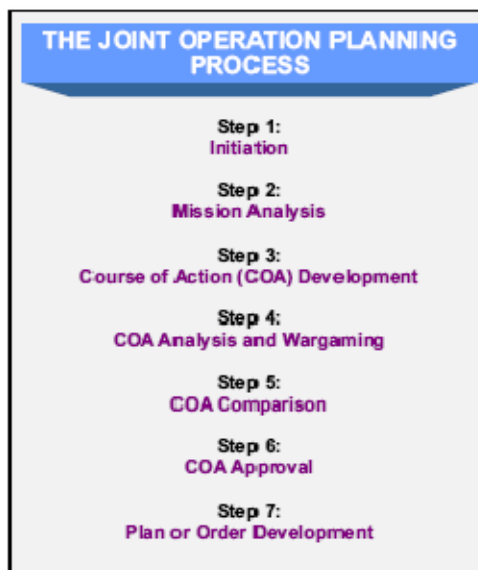 THE JOINT OPERATION PLANNING
PROCESS
Step 1:
Initiation
Step 2:
Mission Analysis
Step 3:
Course of Action (COA) Development
Step 4:
COA Analysis and Wargaming
Step 5:
COA Comparison
Step 6:
COA Approval
Step 7:
Plan or Order Development